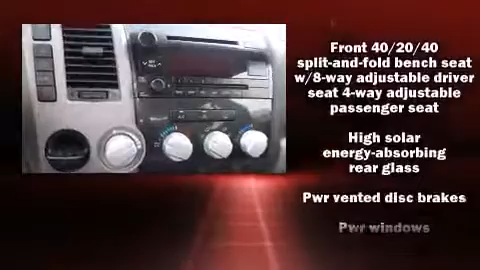 Front 40/20/40
split-and-fold bench seat
w/8-way adjustable driver
seat 4-way adjustable
passenger seat
High solar
energy-absorbing
rear glass
Pwr vented disc brakes
Pwr windows